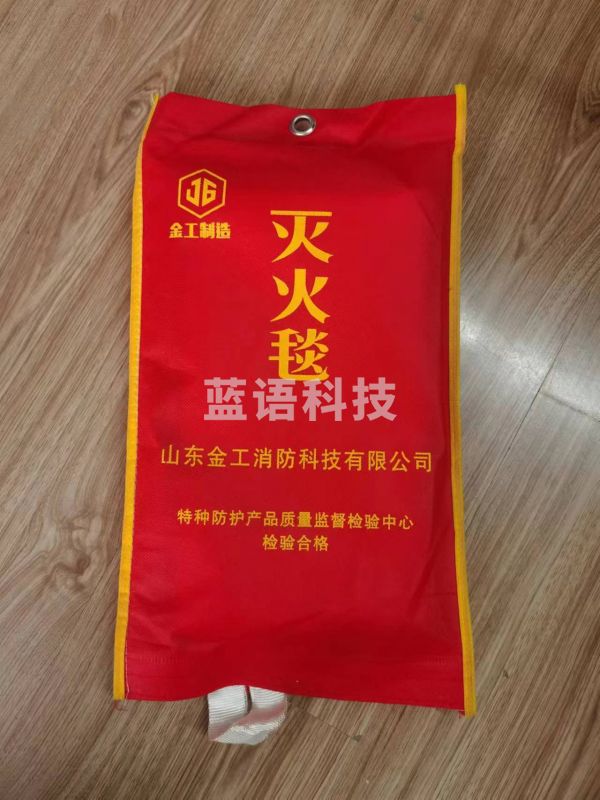 JG
金工制造
灭火毯
蓝语科技
山东金工消防科技有限公司
特种防护产品质量监督检验中心
检验合格